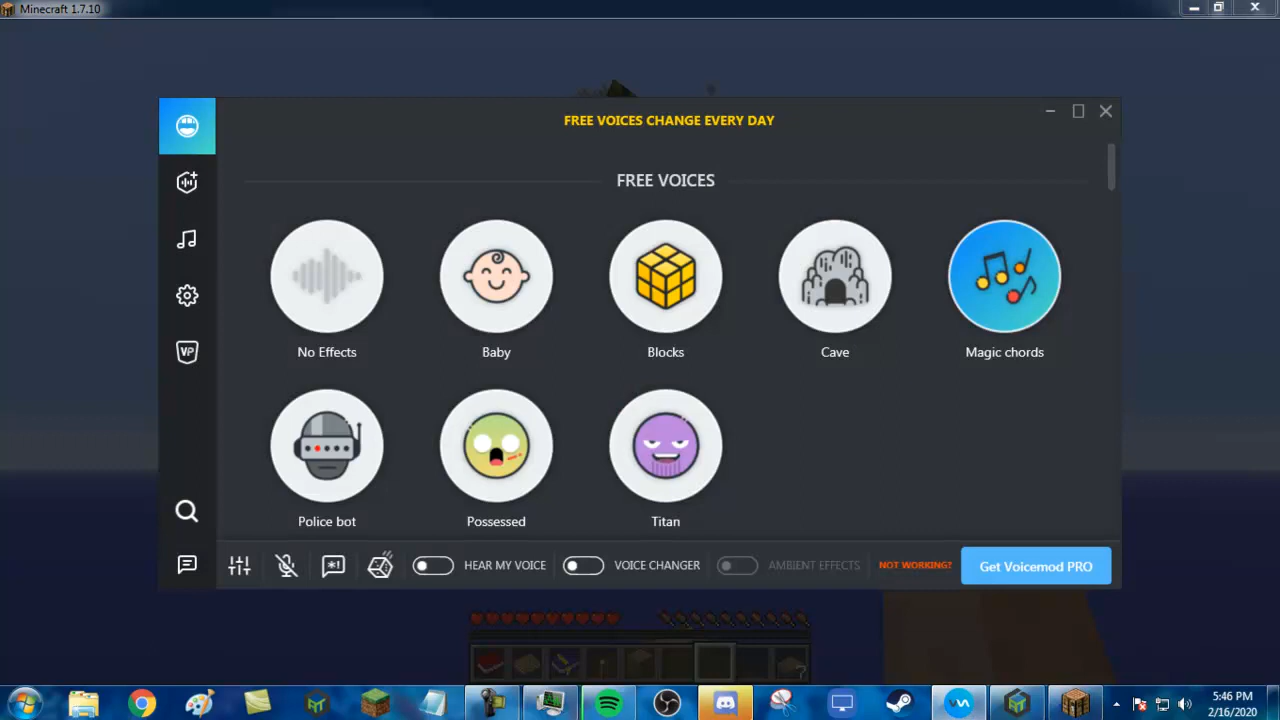 Minecraft 1.7.10
FREE VOICES CHANGE EVERY DAY
FREE VOICES
No Effects
Baby
Blocks
Cave
Magic chords
Police bot
Possessed
Titan
VP
*!
HEAR MY VOICE
VOICE CHANGER
AMBIENT EFFECTS
NOT WORKING?
Get Voicemod PRO
5:46 PM
2/16/2020